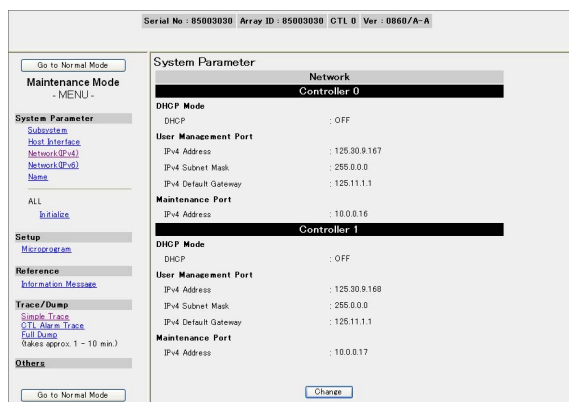 Serial No : 85003030 Array ID : 85003030 CTL 0 Ver : 0860/A-A
Go to Normal Mode
Maintenance Mode
- MENU -
System Parameter
Subsystem
Host Interface
Network(IPv4)
Network(IPv6)
Name
ALL
Initialize
Setup
Microprogram
Reference
Information Message
Trace/Dump
Simple Trace
CTL Alarm Trace
Full Dump
(takes approx. 1 - 10 min.)
Others
Go to Normal Mode
System Parameter
Network
Controller 0
DHCP Mode
DHCP : OFF
User Management Port
IPv4 Address : 125.30.9.167
IPv4 Subnet Mask : 255.0.0.0
IPv4 Default Gateway : 125.11.1.1
Maintenance Port
IPv4 Address : 10.0.0.16
Controller 1
DHCP Mode
DHCP : OFF
User Management Port
IPv4 Address : 125.30.9.168
IPv4 Subnet Mask : 255.0.0.0
IPv4 Default Gateway : 125.11.1.1
Maintenance Port
IPv4 Address : 10.0.0.17
Change